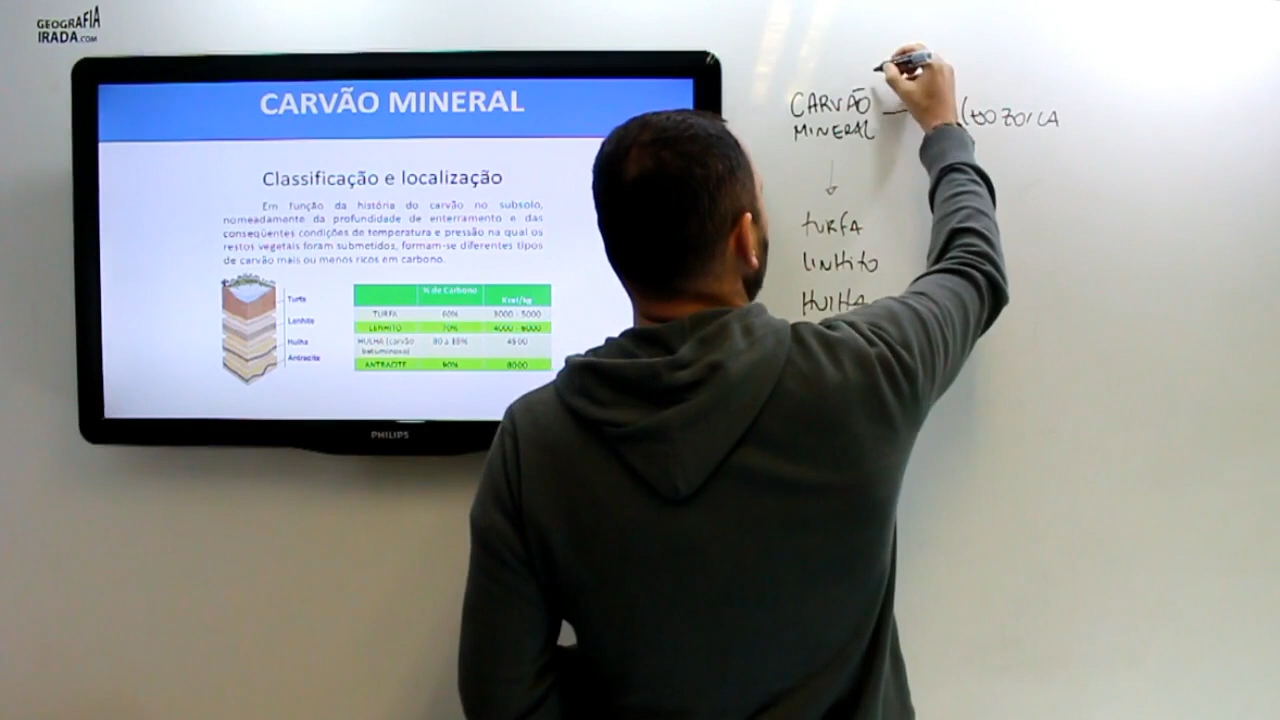 GEOGRAFIA
IRADA.COM
CARVÃO MINERAL
Classificação e localização
Em função da história do carvão no subsolo,
nomeadamente da profundidade de enterramento e das
conseqüentes condições de temperatura e pressão na qual os
restos vegetais foram submetidos, formam-se diferentes tipos
de carvão mais ou menos ricos em carbono.
Turfa
Lenhite
Hulha
Antracite
% de Carbono Kcal/kg
TURFA 60% 3000 - 5000
LENHITO 70% 4000 - 6000
HULHA (carvão
betuminoso) 80 a 85%
ANTRACITE 90% 8000
PHILIPS
CARVÃO
MINERAL
turfa
linhito
Hulha